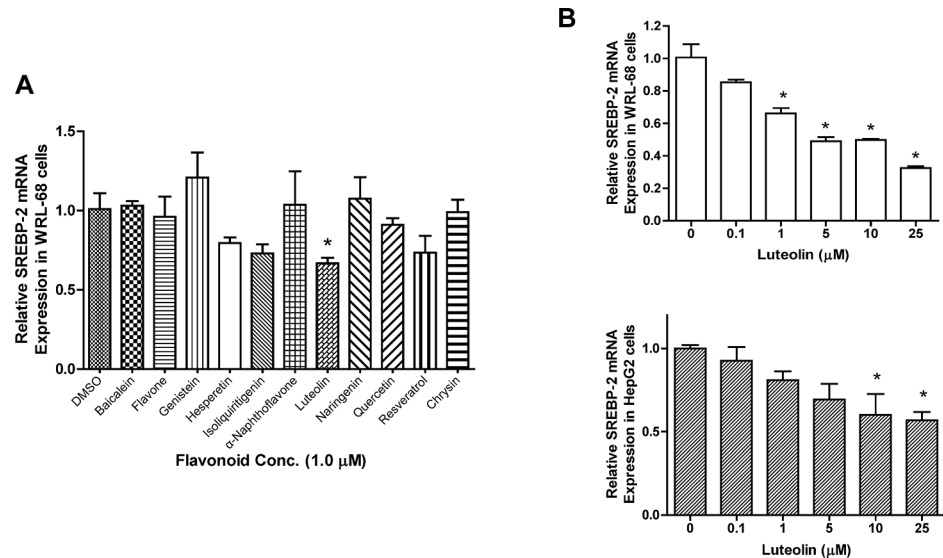 A
Relative SREBP-2 mRNA
Expression in WRL-68 cells
1.5
1.0
0.5
0.0
*
DMSO
Baicalein
Flavone
Genistein
Hesperetin
Isoliquiritigenin
α-Naphthoflavone
Luteolin
Naringenin
Quercetin
Resveratrol
Chrysin
Flavonoid Conc. (1.0 μM)
B
Relative SREBP-2 mRNA
Expression in WRL-68 cells
1.2
1.0
0.8
0.6
0.4
0.2
0.0
* * * *
0 0.1 1 5 10 25
Luteolin (μM)
Relative SREBP-2 mRNA
Expression in HepG2 cells
1.0
0.5
0.0
* *
0 0.1 1 5 10 25
Luteolin (μM)